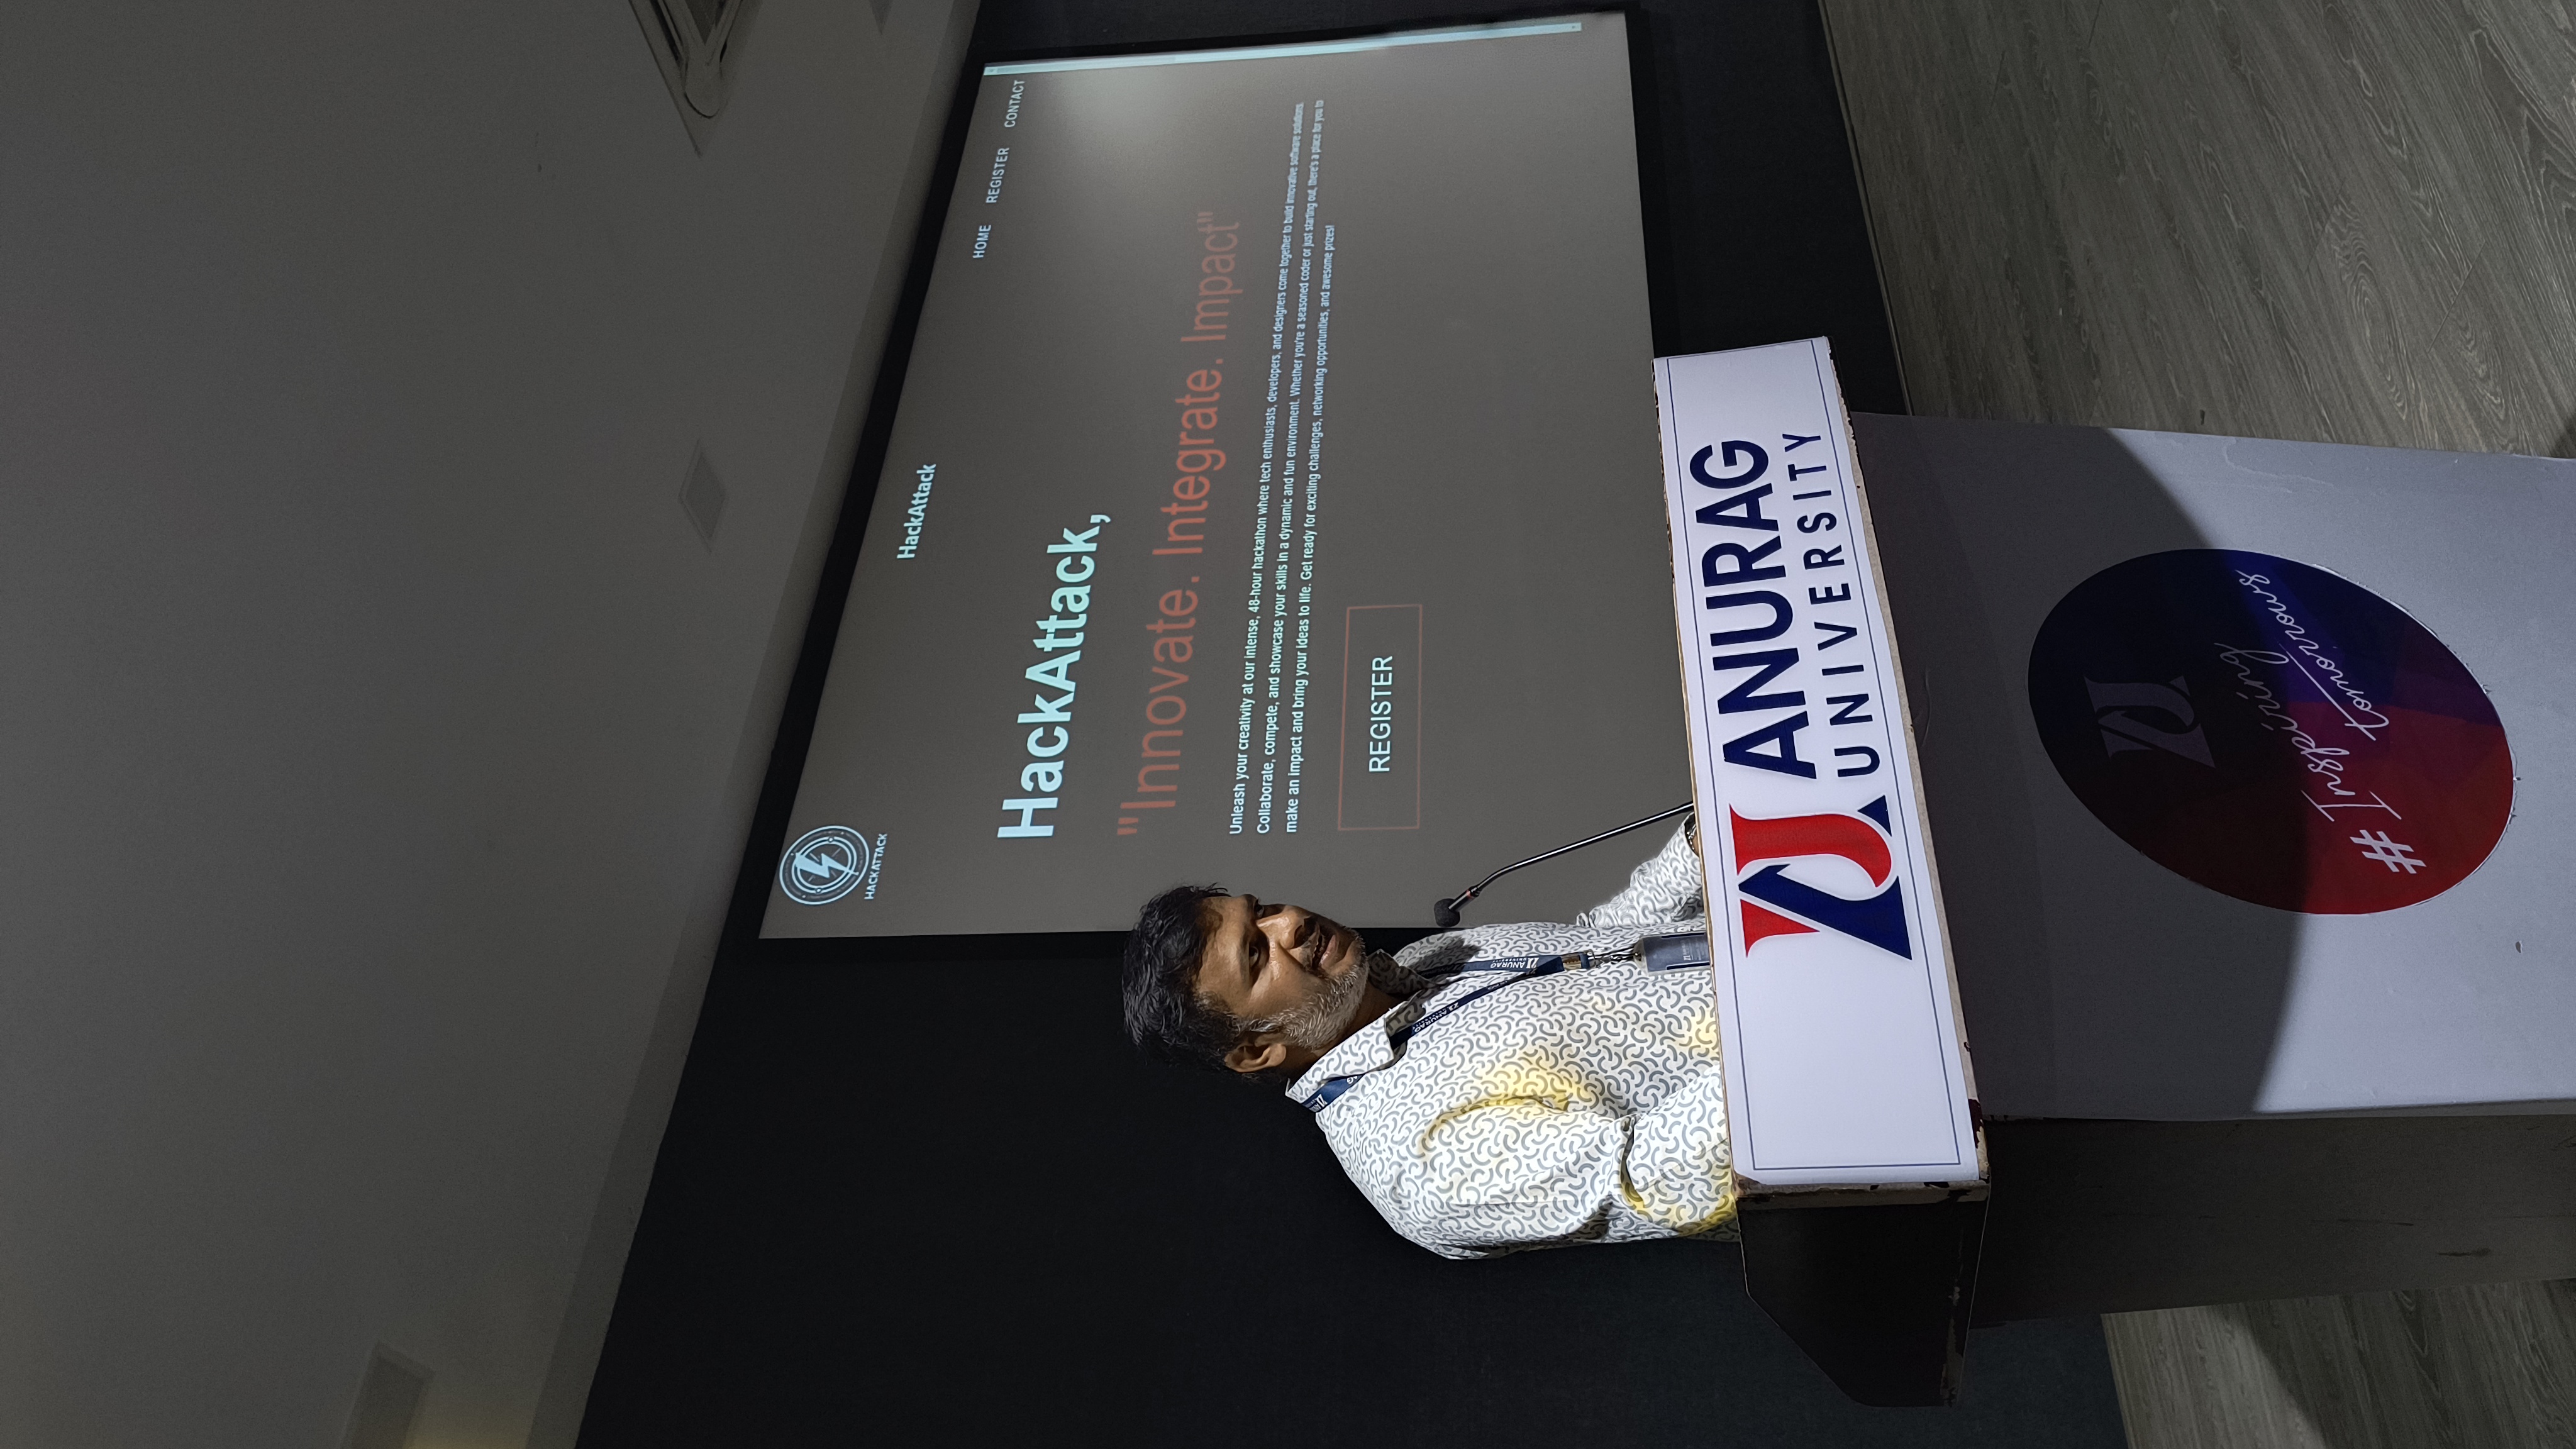 HACKATTACK
HackAttack
HOME REGISTER CONTACT
HackAttack,
"Innovate. Integrate. Impact"
Unleash your creativity at our intense, 48-hour hackathon where tech enthusiasts, developers, and designers come together to build innovative software solutions.
Collaborate, compete, and showcase your skills in a dynamic and fun environment. Whether you're a seasoned coder or just starting out, there's a place for you to
make an impact and bring your ideas to life. Get ready for exciting challenges, networking opportunities, and awesome prizes!
REGISTER
ANURAG
ANURAG
UNIVERSITY
#Inspiring
tomorrows